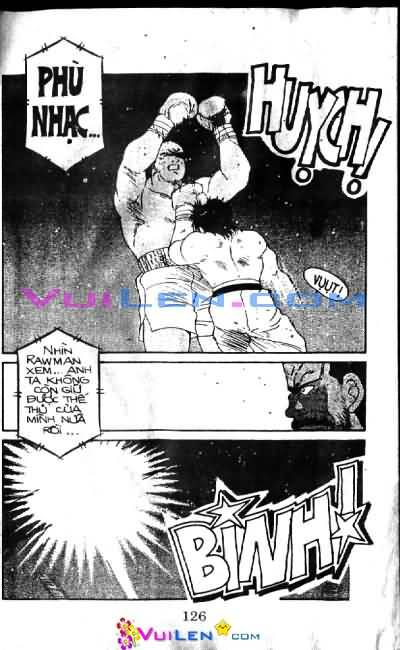 PHÙ
NHẠC...
HUỴCH!
VUUT!
VuiLen.com
NHÌN
RAWMAN
XEM... ANH
TA KHÔNG
CÒN GIỮ
ĐƯỢC THẾ
THỦ CỦA
MÌNH NỮA
RỒI...
BINH!
126
VuiLen.com